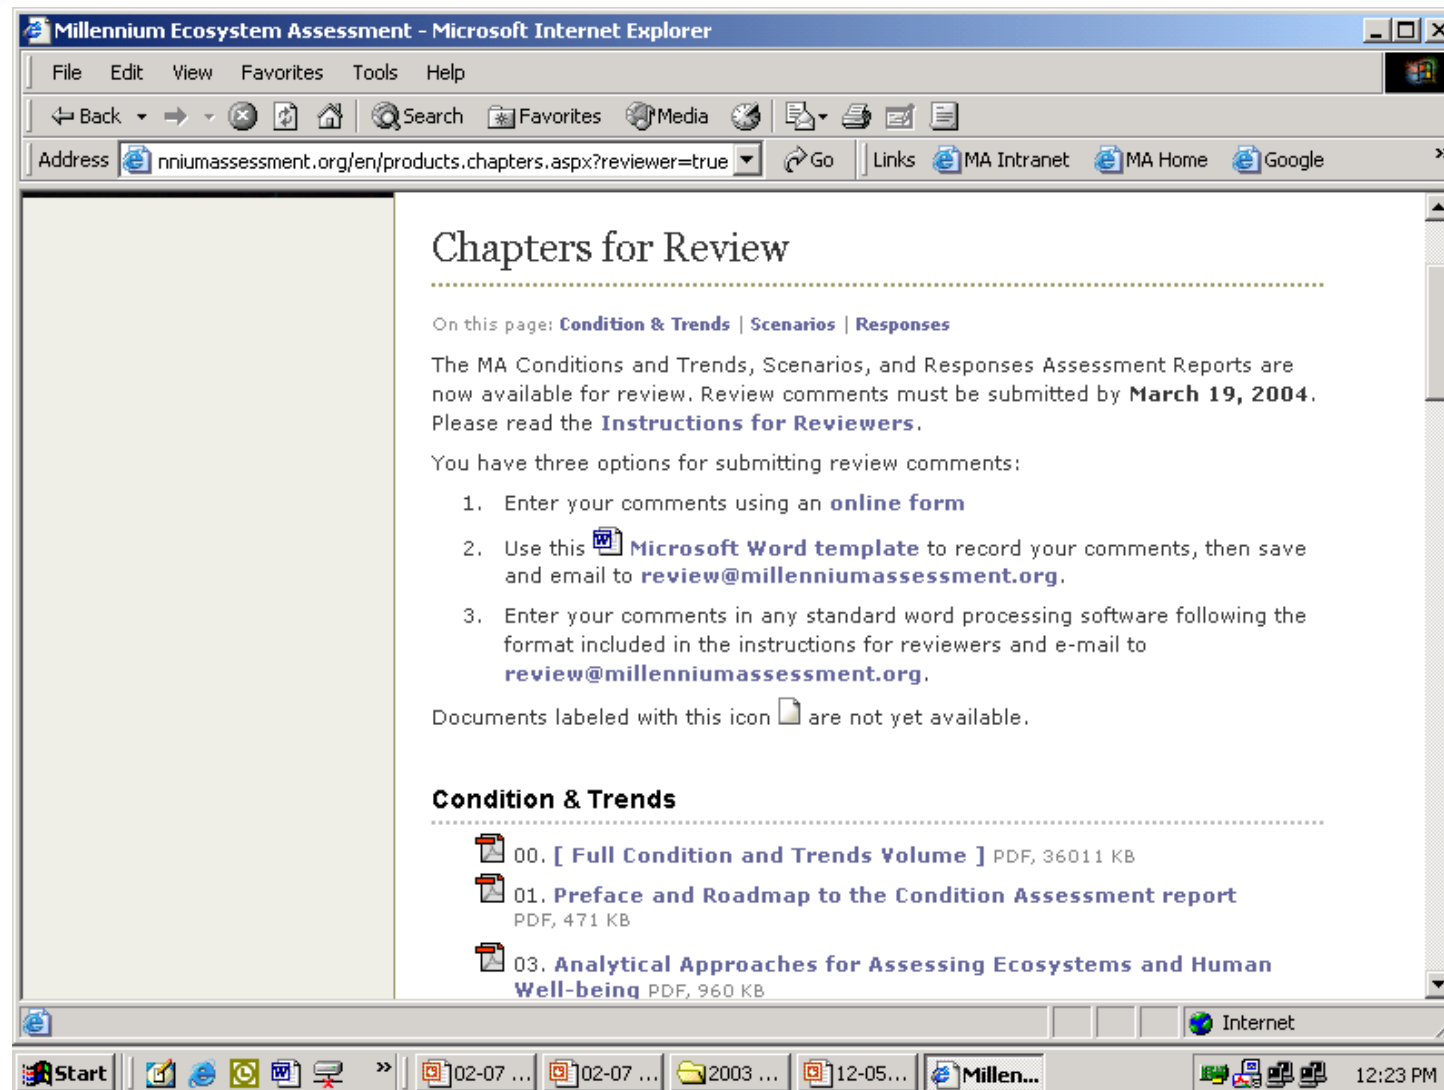 Millennium Ecosystem Assessment - Microsoft Internet Explorer
File Edit View Favorites Tools Help
Back Search Favorites Media
Address nniumassessment.org/en/products.chapters.aspx?reviewer=true Go Links MA Intranet MA Home Google »
Chapters for Review
On this page: Condition & Trends | Scenarios | Responses
The MA Conditions and Trends, Scenarios, and Responses Assessment Reports are
now available for review. Review comments must be submitted by March 19, 2004.
Please read the Instructions for Reviewers.
You have three options for submitting review comments:
1. Enter your comments using an online form
2. Use this Microsoft Word template to record your comments, then save
and email to review@millenniumassessment.org.
3. Enter your comments in any standard word processing software following the
format included in the instructions for reviewers and e-mail to
review@millenniumassessment.org.
Documents labeled with this icon are not yet available.
Condition & Trends
00. [ Full Condition and Trends Volume ] PDF, 36011 KB
01. Preface and Roadmap to the Condition Assessment report
PDF, 471 KB
03. Analytical Approaches for Assessing Ecosystems and Human
Well-being PDF, 960 KB
Internet
Start » 02-07 ... 02-07 ... 2003 ... 12-05... Millen... 12:23 PM